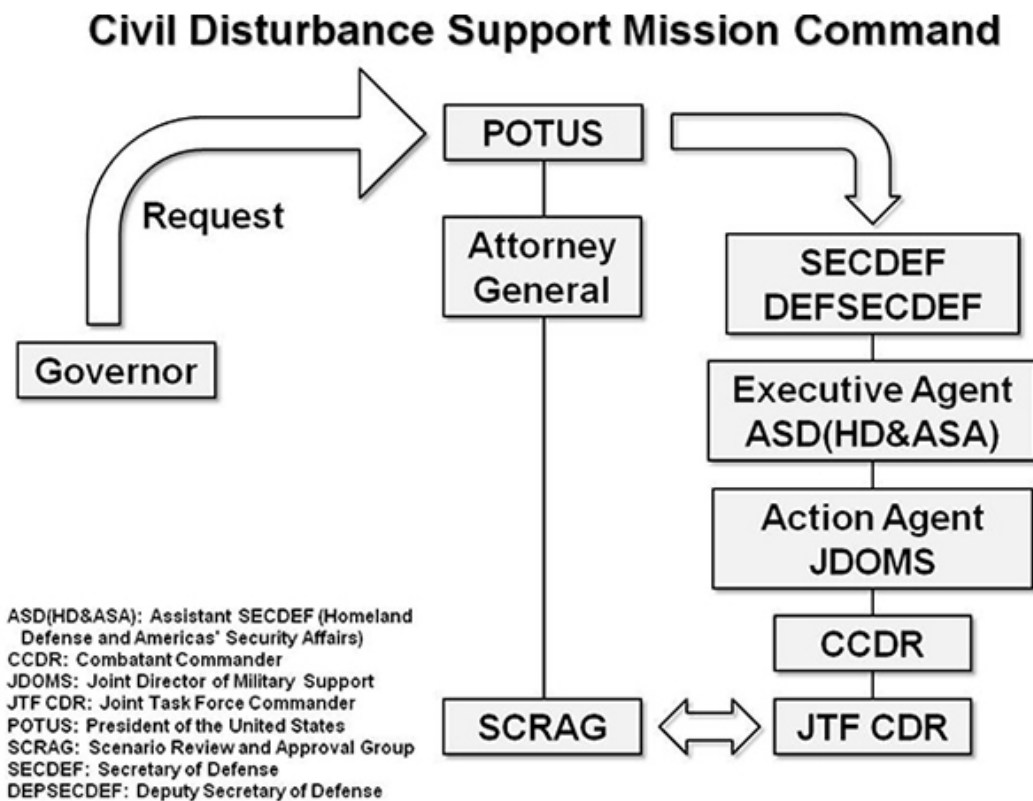 Civil Disturbance Support Mission Command
POTUS
Request
Attorney
General
SECDEF
DEFSECDEF
Governor
Executive Agent
ASD(HD&ASA)
Action Agent
JDOMS
CCDR
SCRAG
JTF CDR
ASD(HD&ASA): Assistant SECDEF (Homeland
Defense and Americas' Security Affairs)
CCDR: Combatant Commander
JDOMS: Joint Director of Military Support
JTF CDR: Joint Task Force Commander
POTUS: President of the United States
SCRAG: Scenario Review and Approval Group
SECDEF: Secretary of Defense
DEPSECDEF: Deputy Secretary of Defense